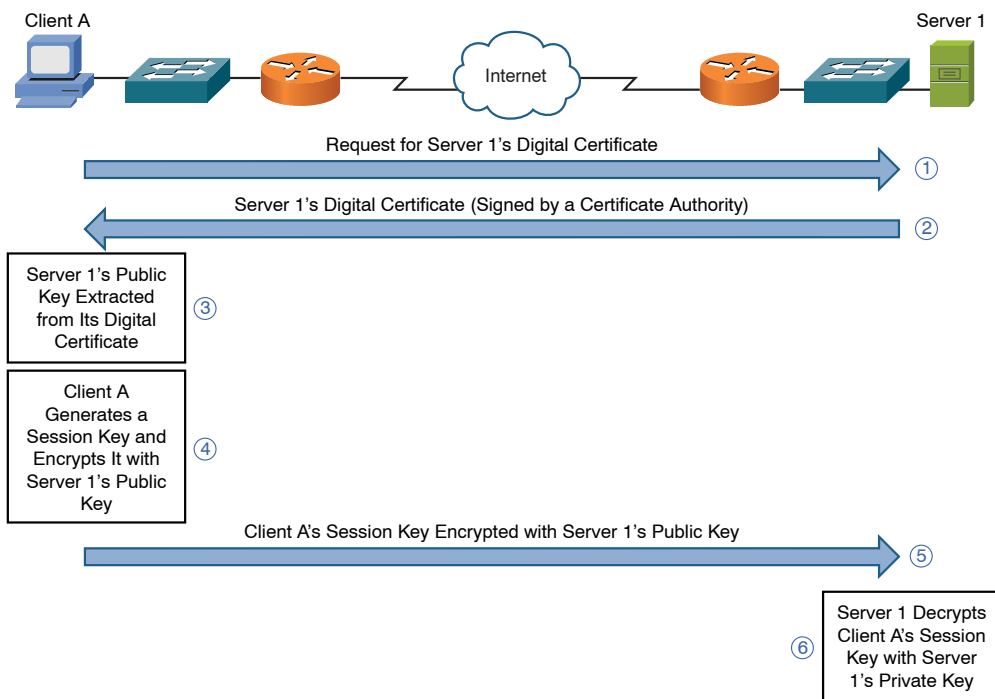 Client A
Server 1
Internet
Request for Server 1’s Digital Certificate
1
Server 1’s Digital Certificate (Signed by a Certificate Authority)
2
Server 1’s Public
Key Extracted
from Its Digital
Certificate
3
Client A
Generates a
Session Key and
Encrypts It with
Server 1’s Public
Key
4
Client A’s Session Key Encrypted with Server 1’s Public Key
5
6
Server 1 Decrypts
Client A’s Session
Key with Server
1’s Private Key